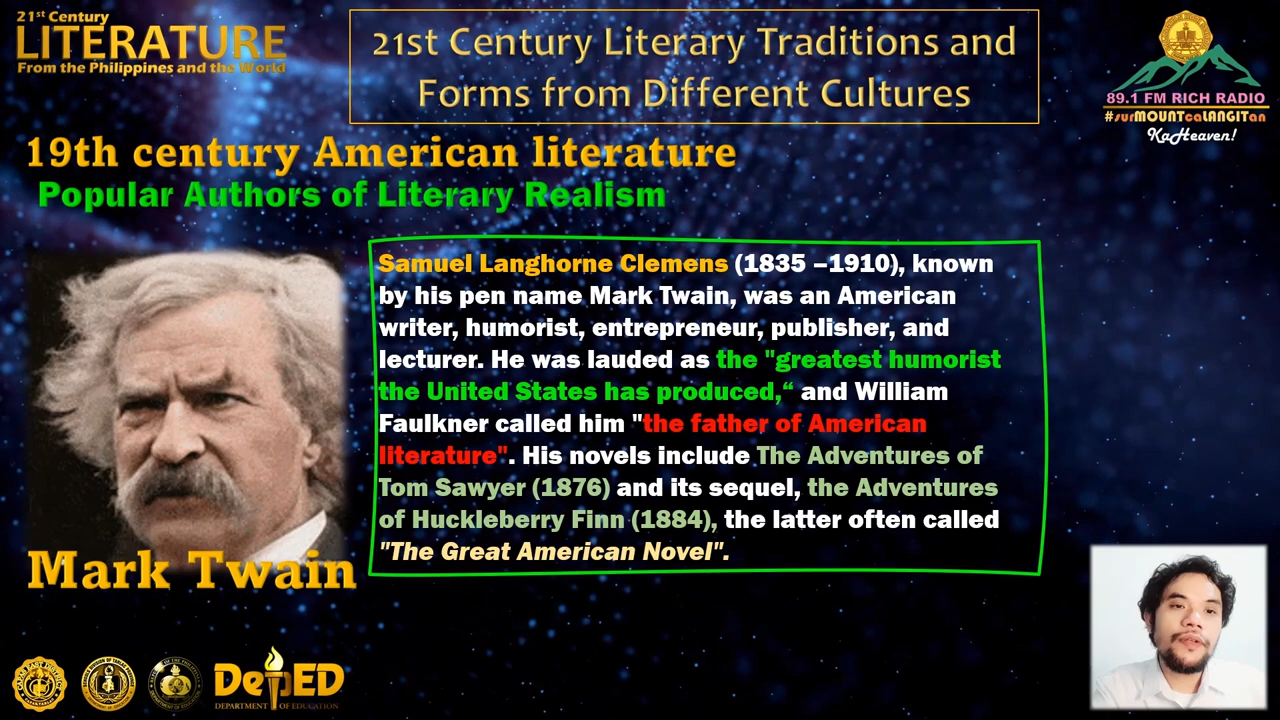 21st Century
LITERATURE
From the Philippines and the World
21st Century Literary Traditions and
Forms from Different Cultures
89.1 FM RICH RADIO
#surMOUNTcaLANGITan
KaHeaven!
19th century American literature
Popular Authors of Literary Realism
Samuel Langhorne Clemens (1835 –1910), known
by his pen name Mark Twain, was an American
writer, humorist, entrepreneur, publisher, and
lecturer. He was lauded as the "greatest humorist
the United States has produced,“ and William
Faulkner called him "the father of American
literature". His novels include The Adventures of
Tom Sawyer (1876) and its sequel, the Adventures
of Huckleberry Finn (1884), the latter often called
"The Great American Novel".
Mark Twain
DepED
DEPARTMENT OF EDUCATION